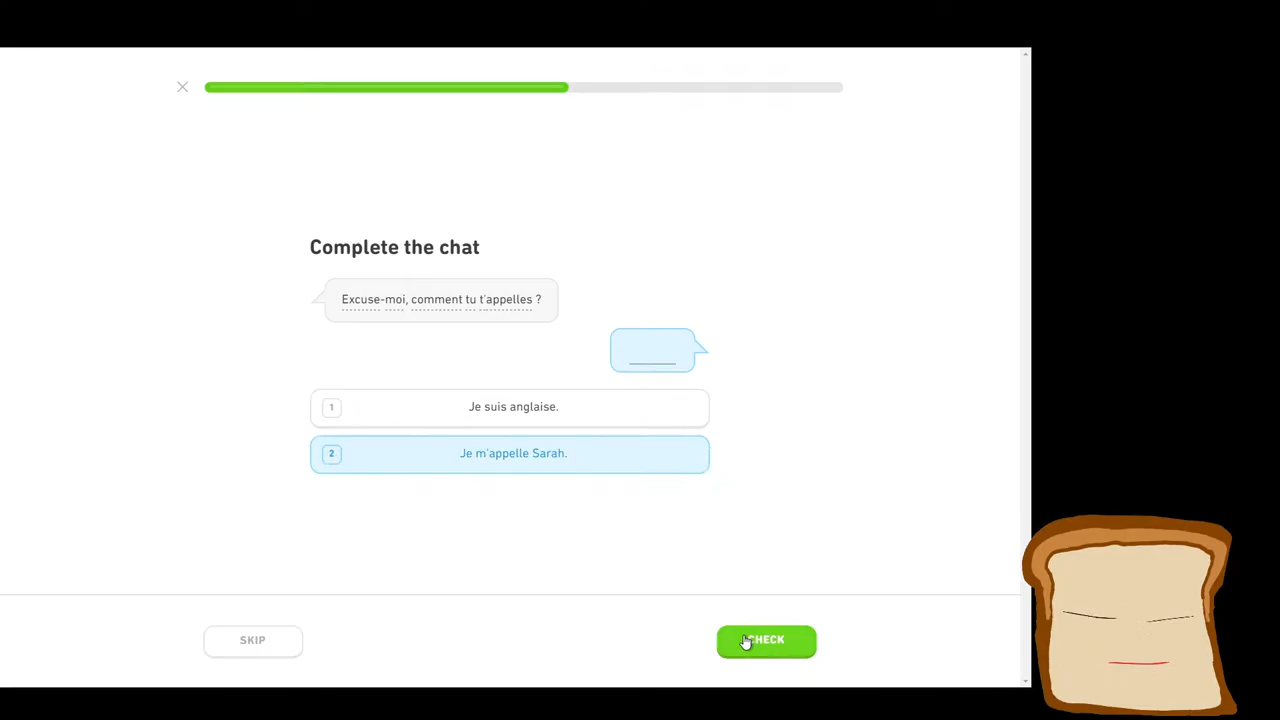 Complete the chat
Excuse-moi, comment tu t'appelles ?
1 Je suis anglaise.
2 Je m'appelle Sarah.
SKIP
CHECK